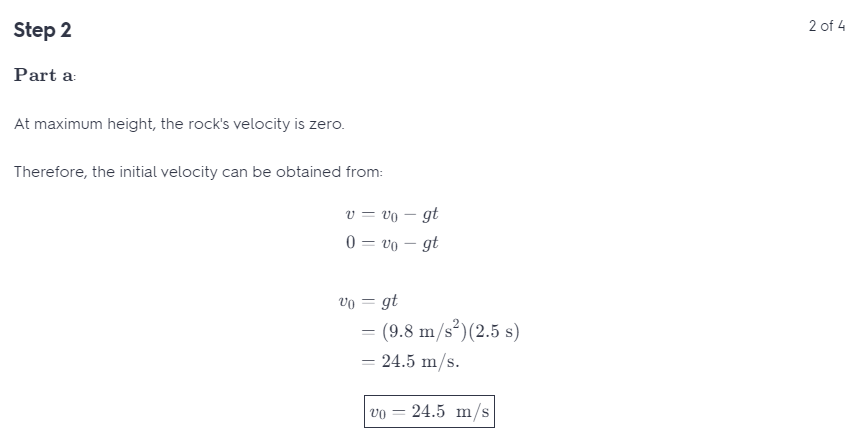 Step 2
2 of 4
Part a:
At maximum height, the rock's velocity is zero.
Therefore, the initial velocity can be obtained from:
v = v₀ − gt
0 = v₀ − gt
v₀ = gt
= (9.8 m/s²)(2.5 s)
= 24.5 m/s.
v₀ = 24.5 m/s